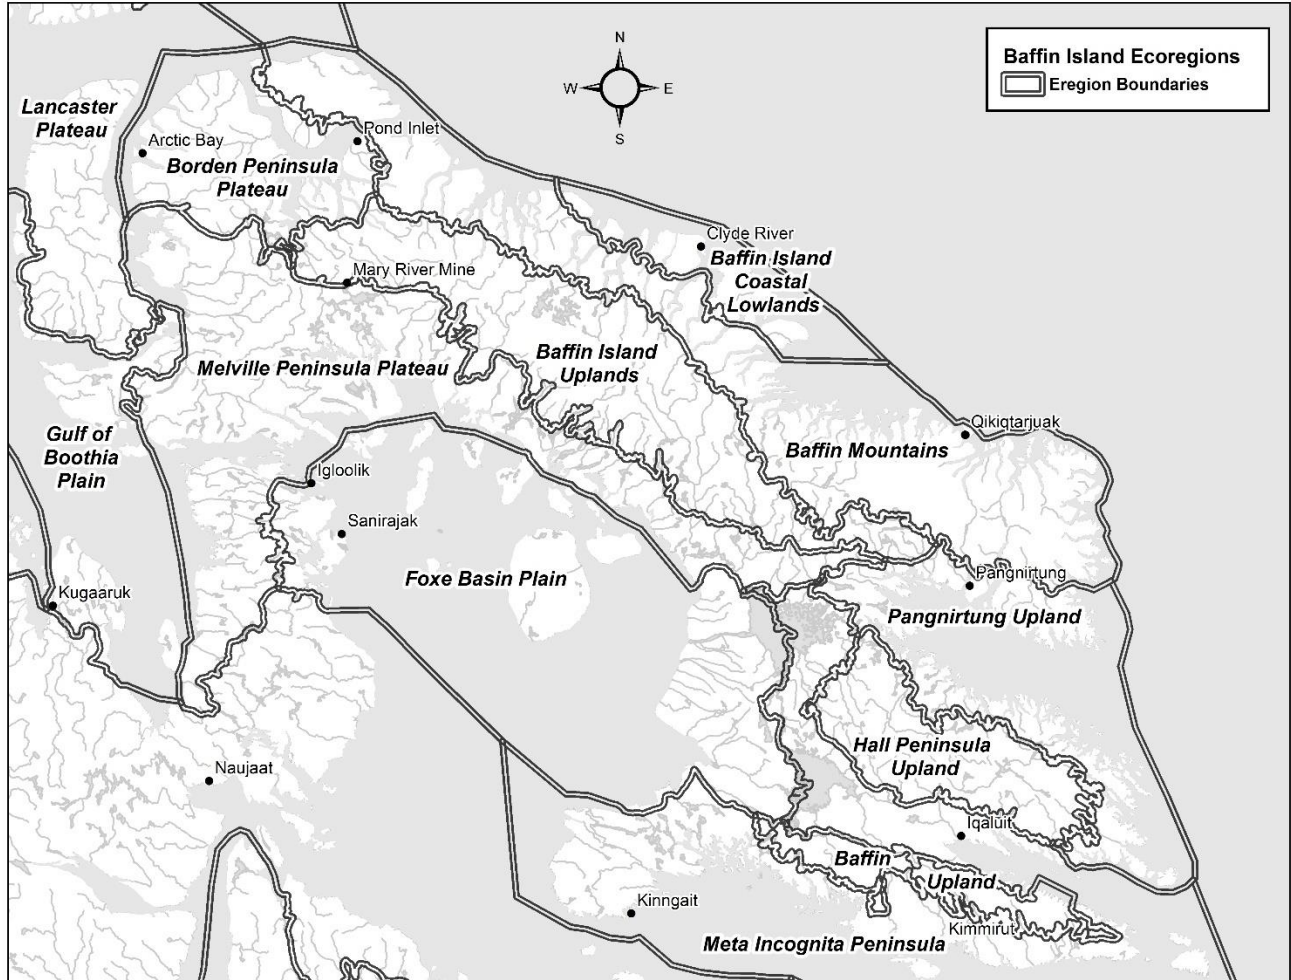 N
W
E
S
Baffin Island Ecoregions
Eregion Boundaries
Lancaster
Plateau
Arctic Bay
Pond Inlet
Borden Peninsula
Plateau
Clyde River
Baffin Island
Coastal
Lowlands
Mary River Mine
Melville Peninsula Plateau
Baffin Island
Uplands
Gulf of
Boothia
Plain
Qikiqtarjuak
Baffin Mountains
Igloolik
Sanirajak
Foxe Basin Plain
Pangnirtung
Kugaaruk
Pangnirtung Upland
Hall Peninsula
Upland
Naujaat
Iqaluit
Baffin
Upland
Kinngait
Kimmirut
Meta Incognita Peninsula